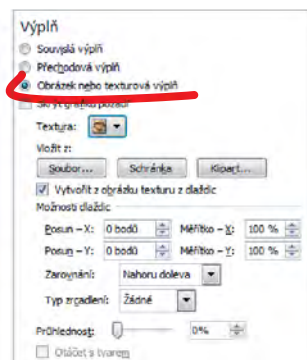 Výplň
Souvislá výplň
Přechodová výplň
Obrázek nebo texturová výplň
Skrýt grafiku pozadí
Textura:
Vložit z:
Soubor... Schránka Klipart...
Vytvořit z obrázku texturu z dlaždic
Možnosti dlaždic
Posun – X: 0 bodů Měřítko – X: 100 %
Posun – Y: 0 bodů Měřítko – Y: 100 %
Zarovnání: Nahoru doleva
Typ zrcadlení: Žádné
Průhlednost: 0%
Otáčet s tvarem